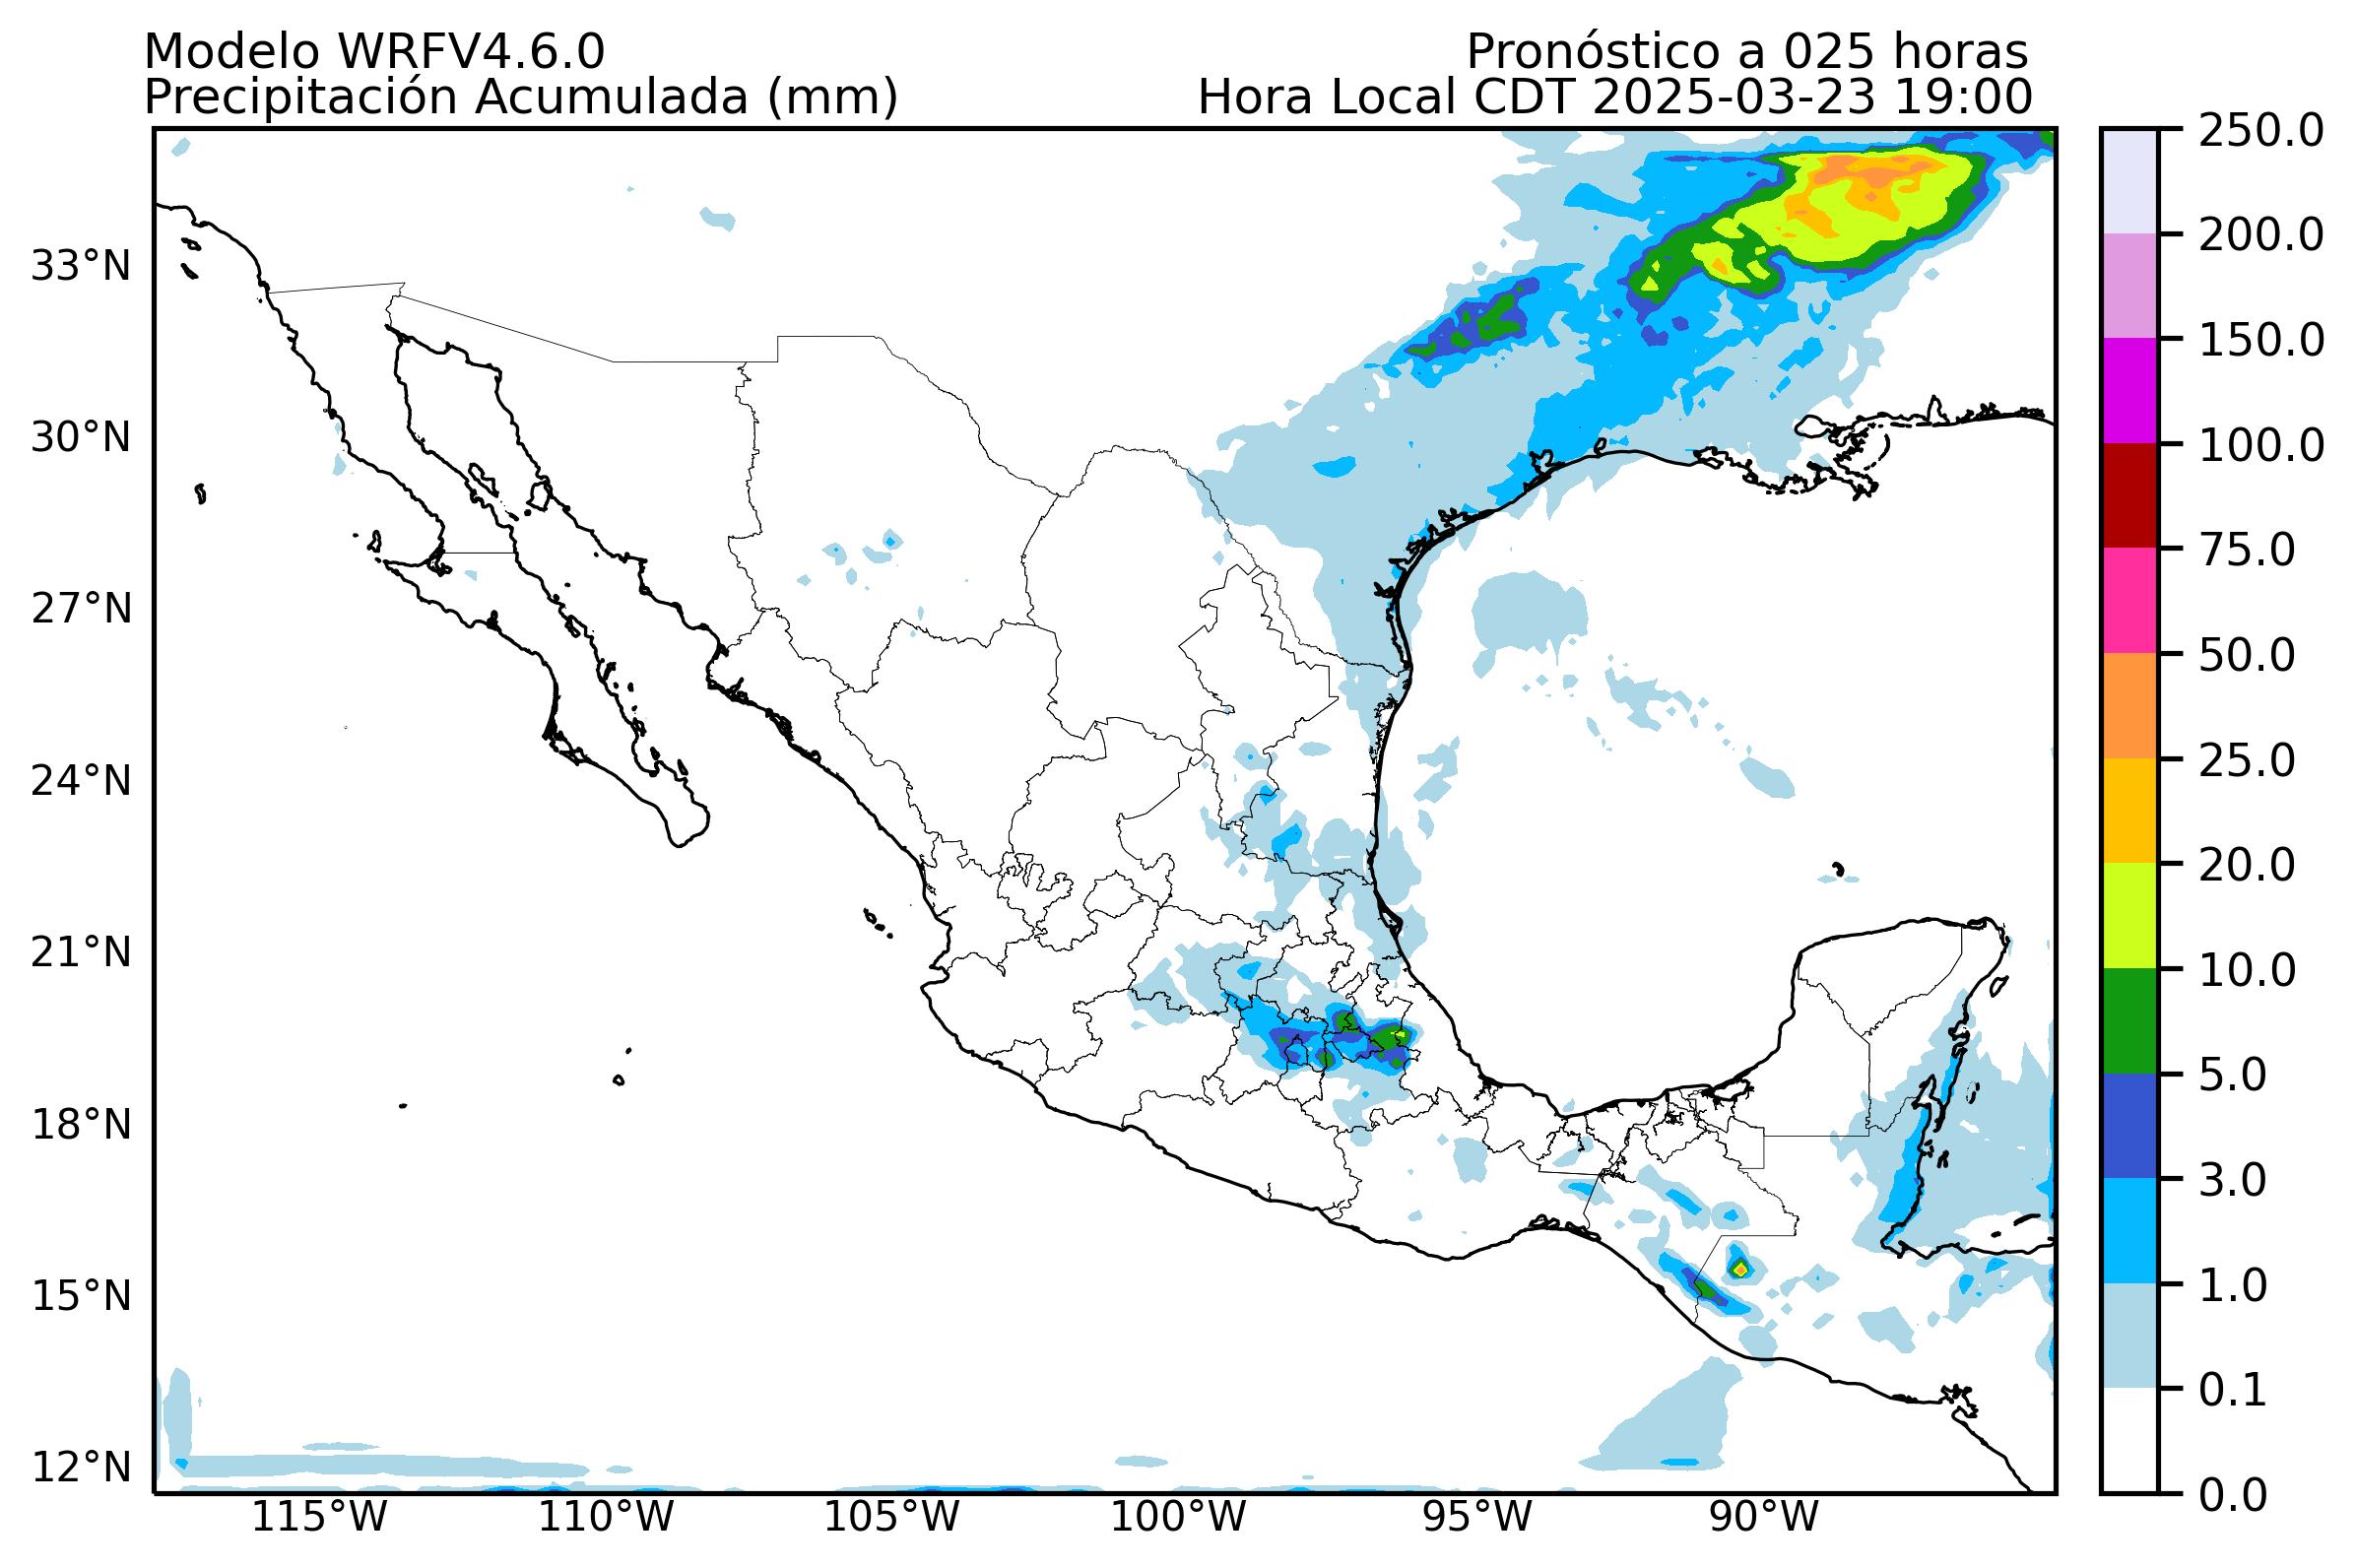 Modelo WRFV4.6.0
Pronóstico a 025 horas
Precipitación Acumulada (mm)
Hora Local CDT 2025-03-23 19:00
33°N
30°N
27°N
24°N
21°N
18°N
15°N
12°N
115°W
110°W
105°W
100°W
95°W
90°W
250.0
200.0
150.0
100.0
75.0
50.0
25.0
20.0
10.0
5.0
3.0
1.0
0.1
0.0